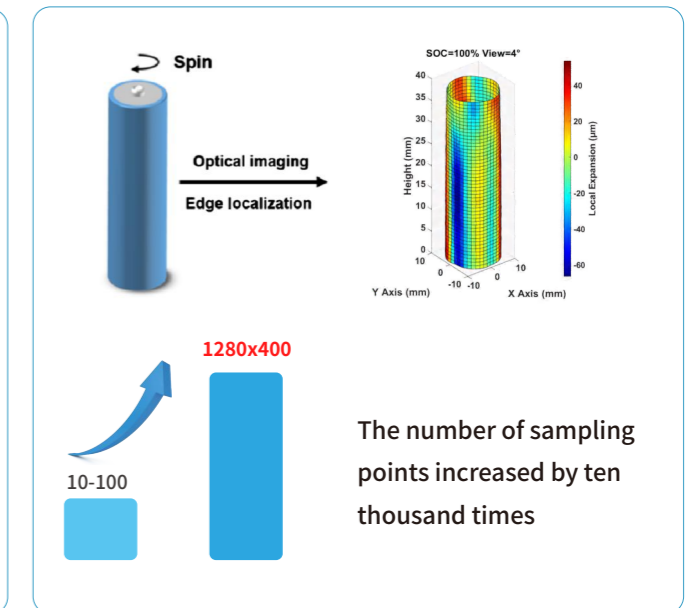 Spin
Optical imaging
Edge localization
SOC=100% View=4°
40
35
30
25
20
15
10
5
0
Height (mm)
10
0
-10
Y Axis (mm)
-10
0
10
X Axis (mm)
40
20
0
-20
-40
-60
Local Expansion (μm)
1280x400
10-100
The number of sampling
points increased by ten
thousand times